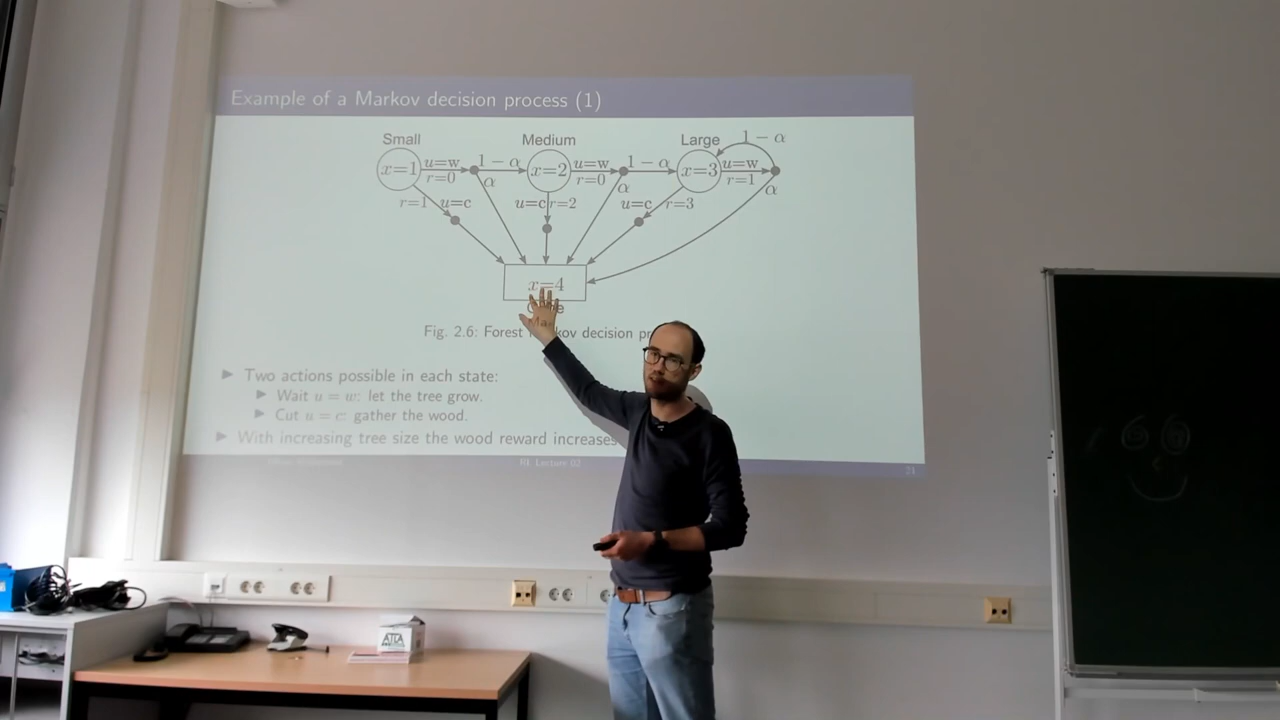 Example of a Markov decision process (1)
Small Medium Large 1 − α
x=1 u=w 1 − α x=2 u=w 1 − α x=3 u=w
r=0 α r=0 α r=1 α
r=1 u=c u=c r=2 u=c r=3
x=4
Fig. 2.6: Forest Markov decision
Two actions possible in each state:
Wait u = w: let the tree grow.
Cut u = c: gather the wood.
With increasing tree size the wood reward increases
RL Lecture 02 21